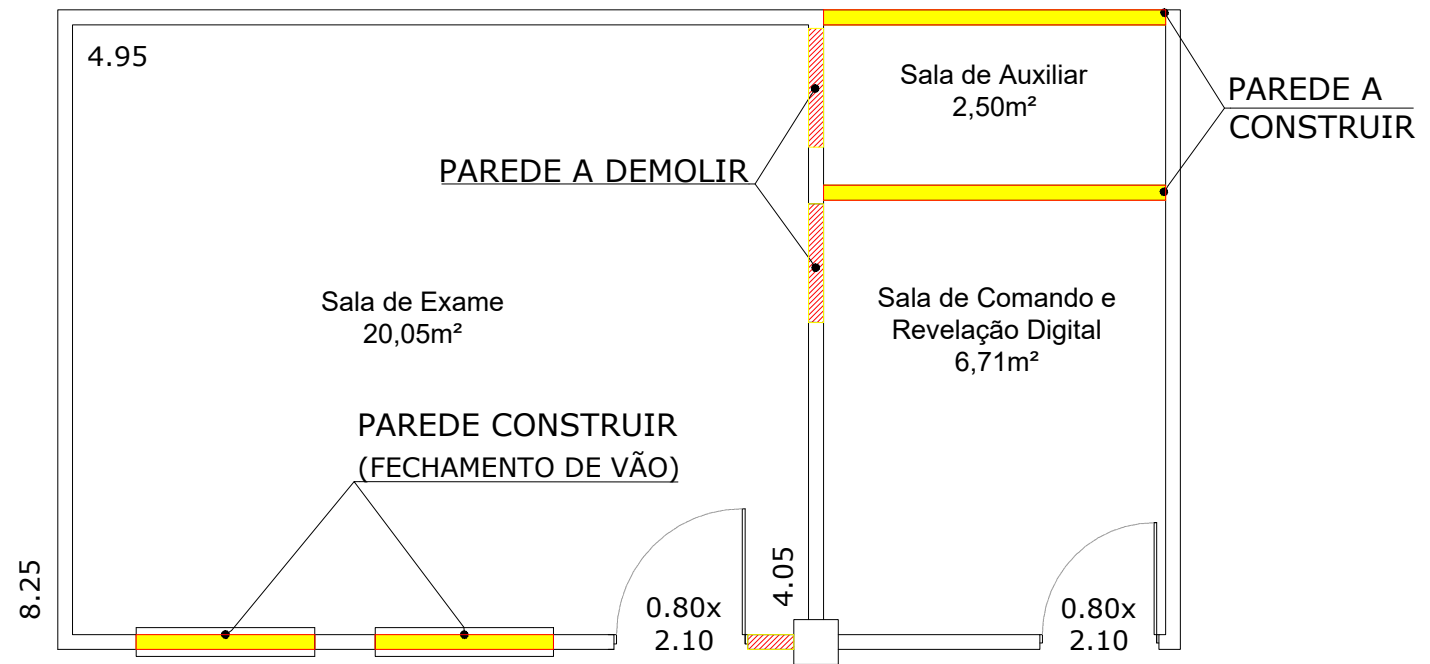 4.95
Sala de Auxiliar
2,50m²
PAREDE A
CONSTRUIR
PAREDE A DEMOLIR
Sala de Exame
20,05m²
Sala de Comando e
Revelação Digital
6,71m²
PAREDE CONSTRUIR
(FECHAMENTO DE VÃO)
8.25
4.05
0.80x
2.10
0.80x
2.10